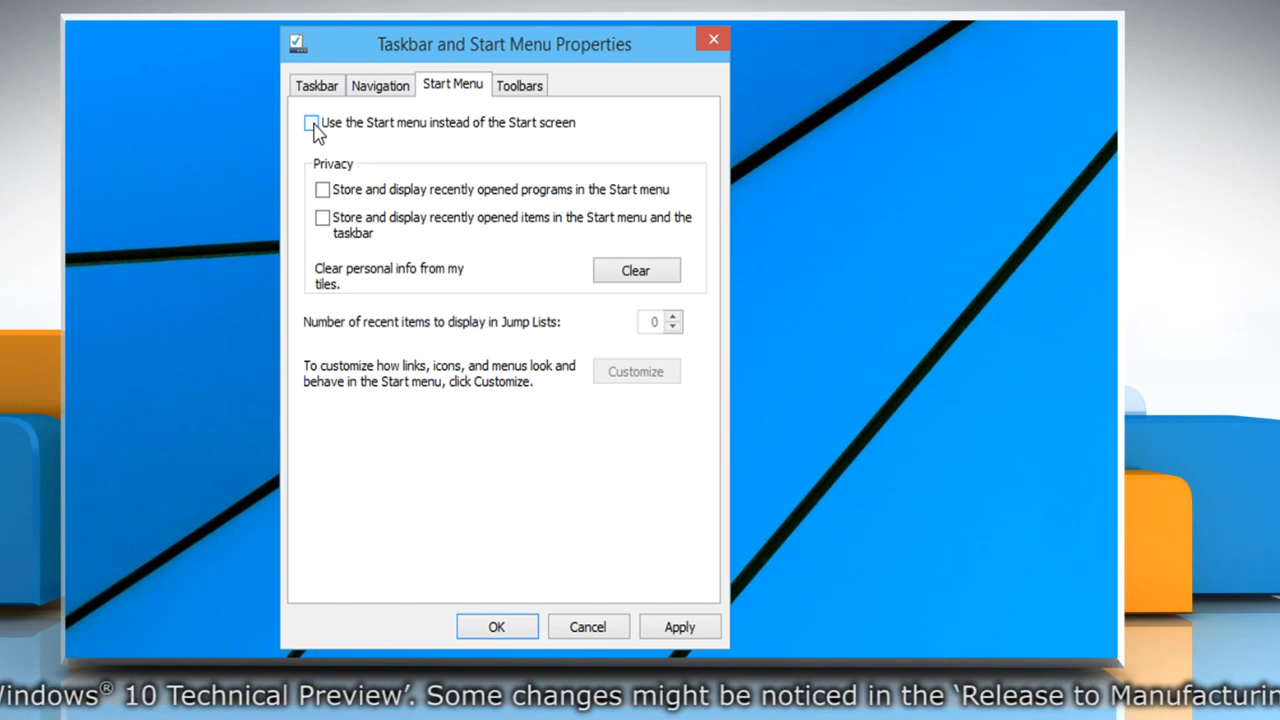 Taskbar and Start Menu Properties
Taskbar
Navigation
Start Menu
Toolbars
Use the Start menu instead of the Start screen
Privacy
Store and display recently opened programs in the Start menu
Store and display recently opened items in the Start menu and the
taskbar
Clear personal info from my
tiles.
Clear
Number of recent items to display in Jump Lists:
0
To customize how links, icons, and menus look and
behave in the Start menu, click Customize.
Customize
OK
Cancel
Apply
Windows® 10 Technical Preview’. Some changes might be noticed in the ‘Release to Manufacturin